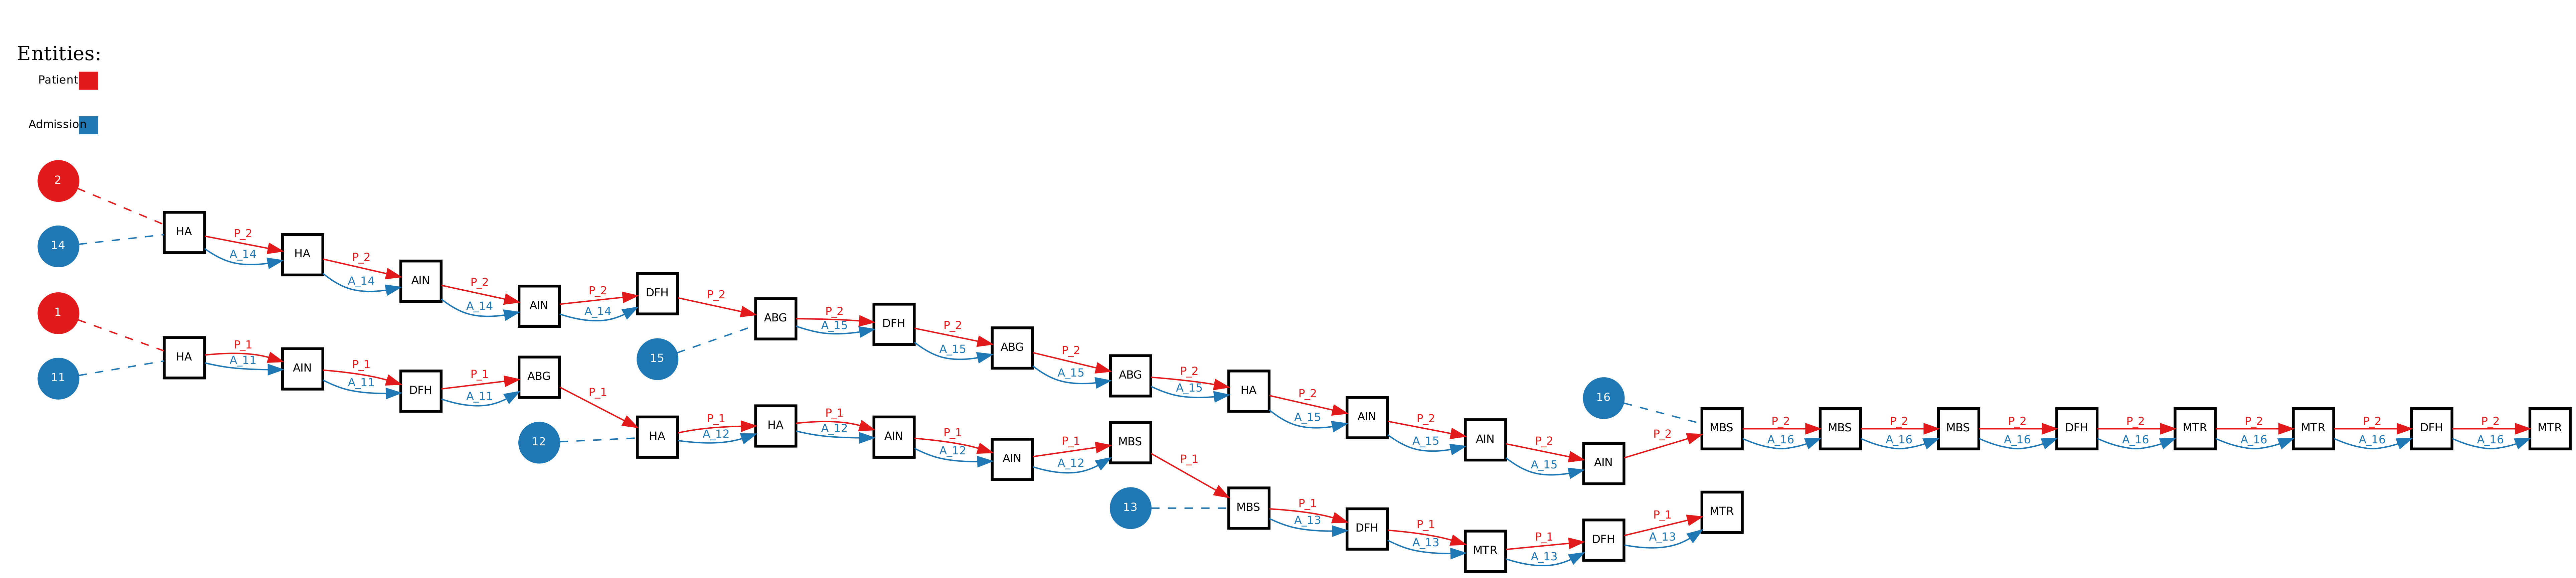 Entities:
Patient
Admission
2
14
HA
P_2
A_14
HA
P_2
A_14
AIN
P_2
A_14
AIN
P_2
A_14
DFH
P_2
15
ABG
P_2
A_15
DFH
P_2
A_15
ABG
P_2
A_15
ABG
P_2
A_15
HA
P_2
A_15
AIN
P_2
A_15
AIN
P_2
A_15
AIN
P_2
16
MBS
P_2
A_16
MBS
P_2
A_16
MBS
P_2
A_16
DFH
P_2
A_16
MTR
P_2
A_16
MTR
P_2
A_16
DFH
P_2
A_16
MTR
1
11
HA
P_1
A_11
AIN
P_1
A_11
DFH
P_1
A_11
ABG
P_1
12
HA
P_1
A_12
HA
P_1
A_12
AIN
P_1
A_12
AIN
P_1
A_12
MBS
P_1
13
MBS
P_1
A_13
DFH
P_1
A_13
MTR
P_1
A_13
DFH
P_1
A_13
MTR